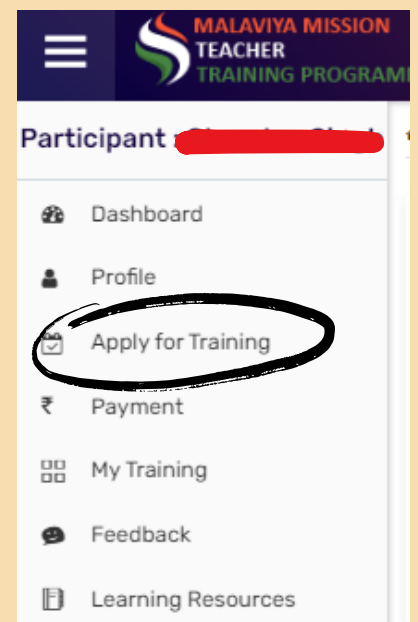 MALAVIYA MISSION
TEACHER
TRAINING PROGRAM
Participant :
Dashboard
Profile
Apply for Training
₹ Payment
My Training
Feedback
Learning Resources